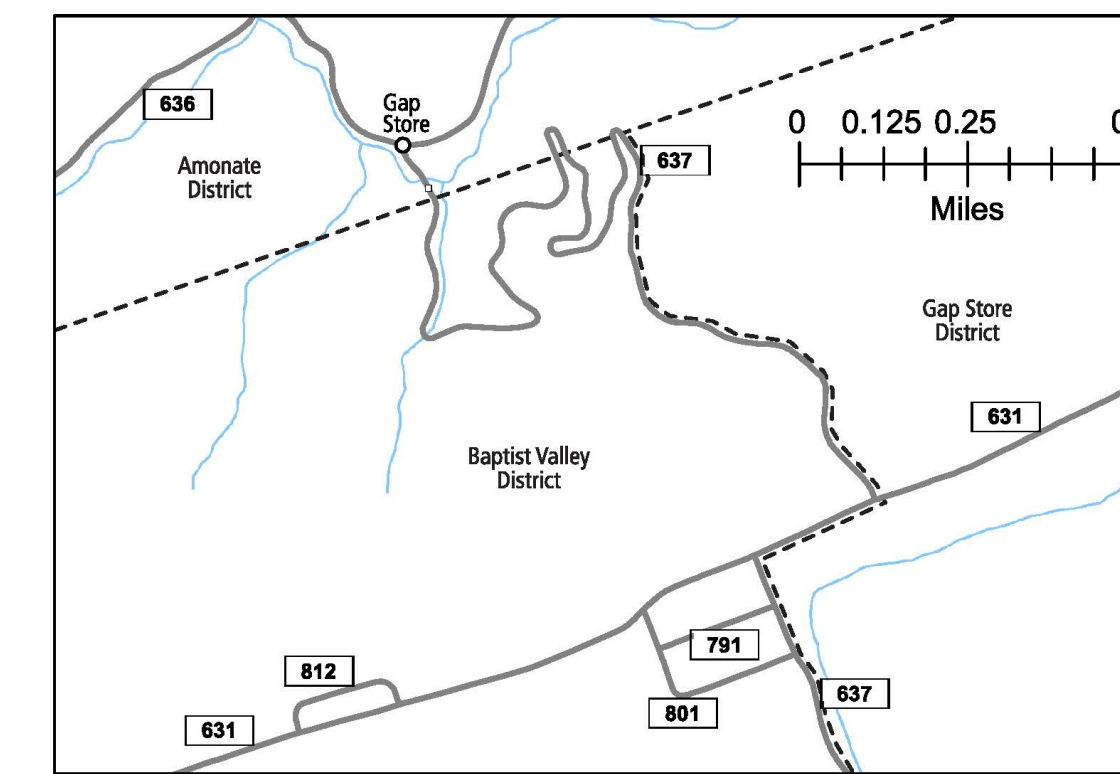 636
Gap
Store
Amonate
District
637
0 0.125 0.25
Miles
Gap Store
District
631
Baptist Valley
District
791
812
637
801
631